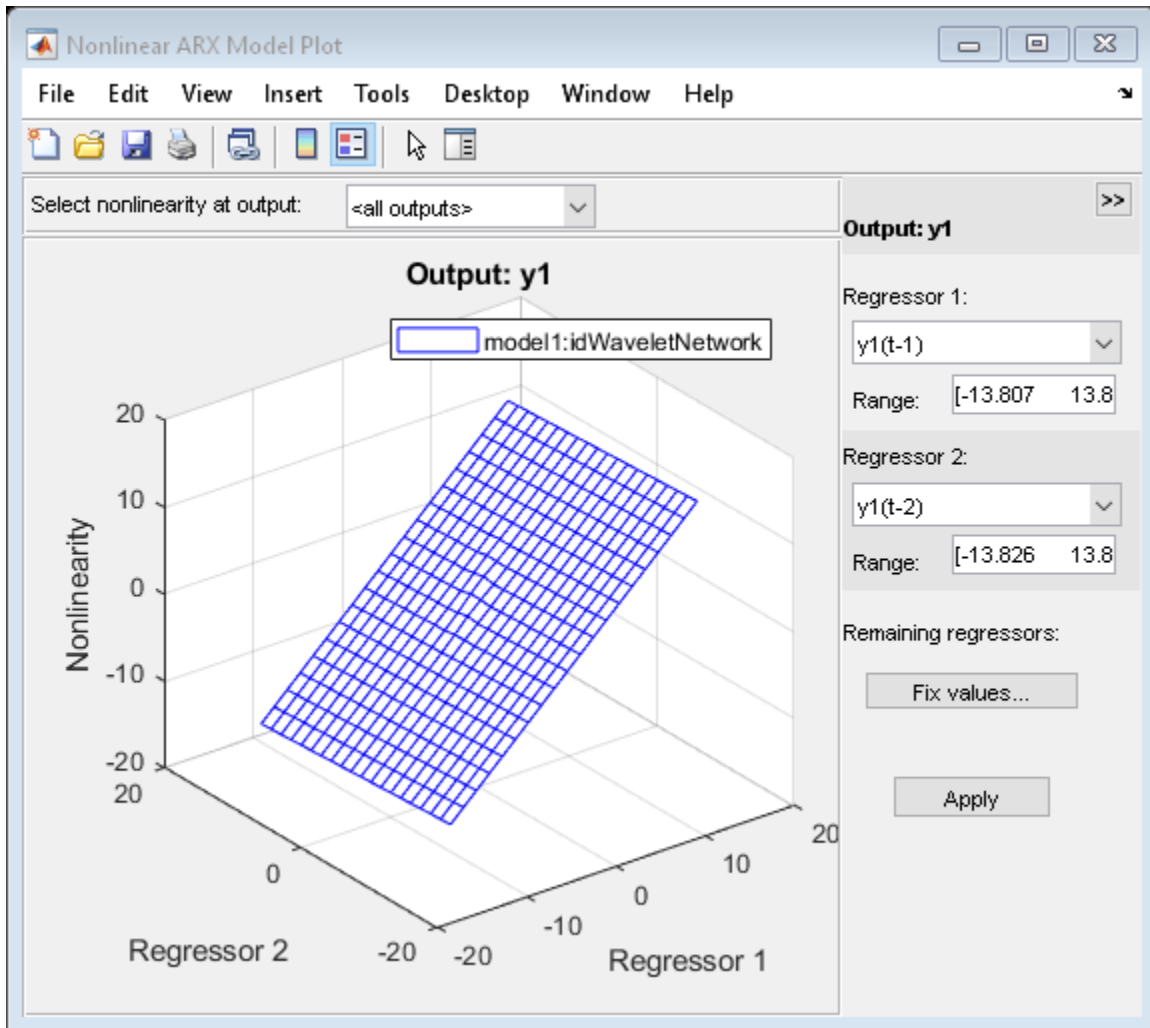 Nonlinear ARX Model Plot
File Edit View Insert Tools Desktop Window Help
Select nonlinearity at output: <all outputs>
>>
Output: y1
Output: y1
model1:idWaveletNetwork
20
10
0
-10
-20
Nonlinearity
20
0
-20
Regressor 2
-20
-10
0
10
20
Regressor 1
Regressor 1:
y1(t-1)
Range: [-13.807 13.8
Regressor 2:
y1(t-2)
Range: [-13.826 13.8
Remaining regressors:
Fix values...
Apply